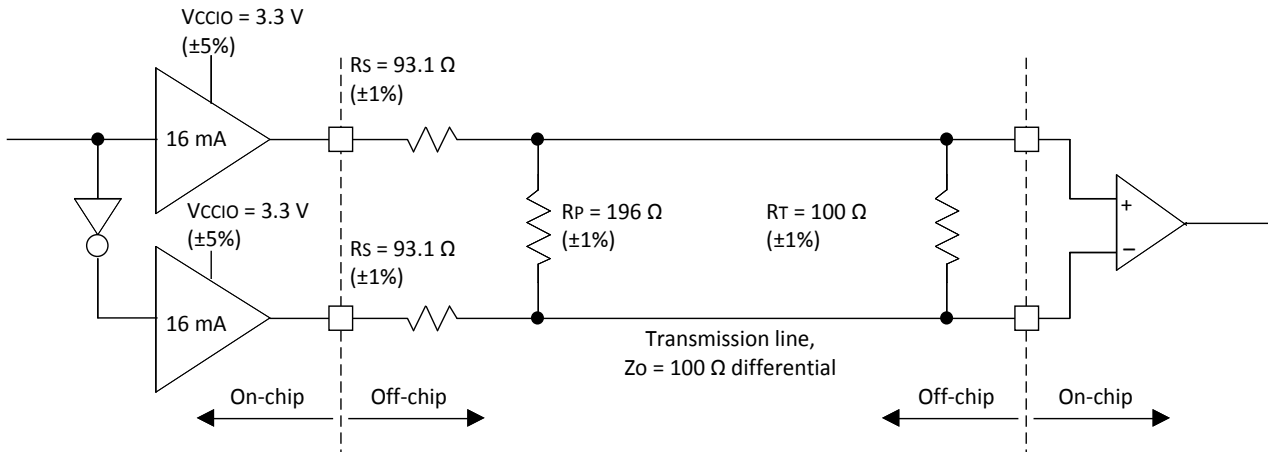 VCCIO = 3.3 V
(±5%)
RS = 93.1 Ω
(±1%)
16 mA
VCCIO = 3.3 V
(±5%)
RP = 196 Ω
(±1%)
RT = 100 Ω
(±1%)
+
−
RS = 93.1 Ω
(±1%)
16 mA
Transmission line,
Zo = 100 Ω differential
On-chip
Off-chip
Off-chip
On-chip